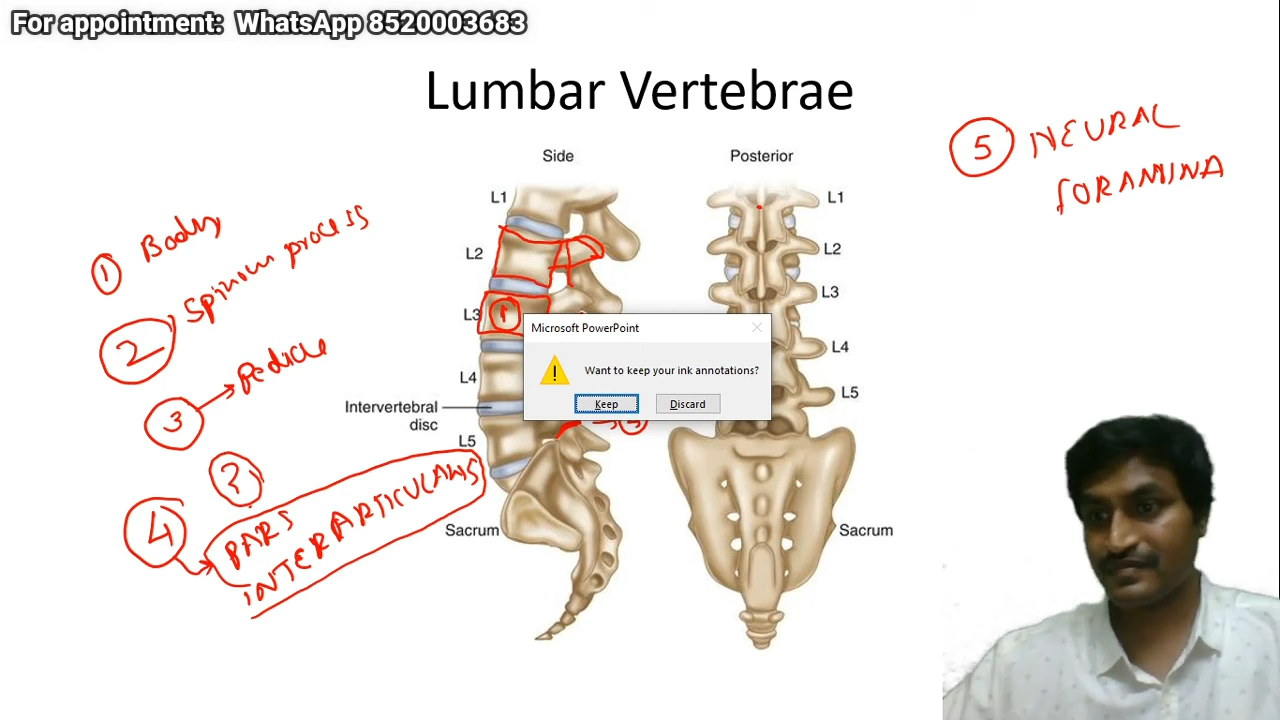 For appointment: WhatsApp 8520003683
Lumbar Vertebrae
Side
Posterior
L1
L2
L3
L4
Intervertebral
disc
L5
Sacrum
L1
L2
L3
L4
L5
Sacrum
Microsoft PowerPoint
Want to keep your ink annotations?
Keep
Discard
1 Body
2 Spinous process
3 → Pedicle
?
4 PARS
INTERARTICULARIS
1
5 NEURAL
FORAMINA